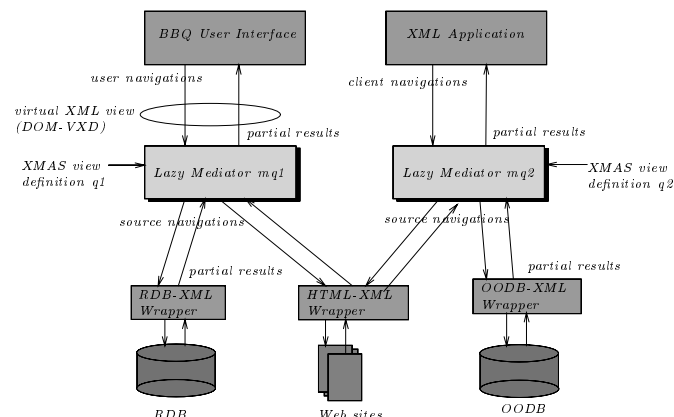 BBQ User Interface
XML Application
user navigations
client navigations
virtual XML view
(DOM-VXD)
partial results
partial results
XMAS view
definition q1
Lazy Mediator mq1
Lazy Mediator mq2
XMAS view
definition q2
source navigations
source navigations
partial results
partial results
RDB-XML
Wrapper
HTML-XML
Wrapper
OODB-XML
Wrapper
RDB
Web sites
OODB